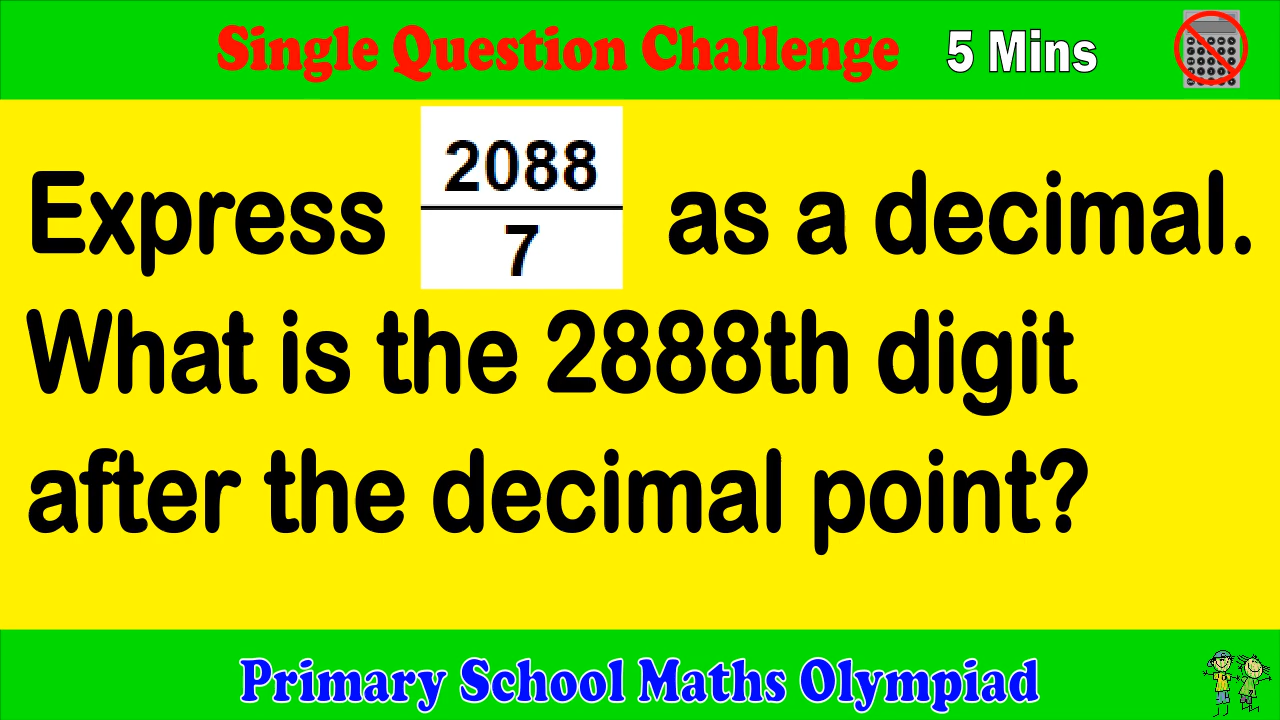 Single Question Challenge 5 Mins
Express 2088/7 as a decimal.
What is the 2888th digit
after the decimal point?
Primary School Maths Olympiad